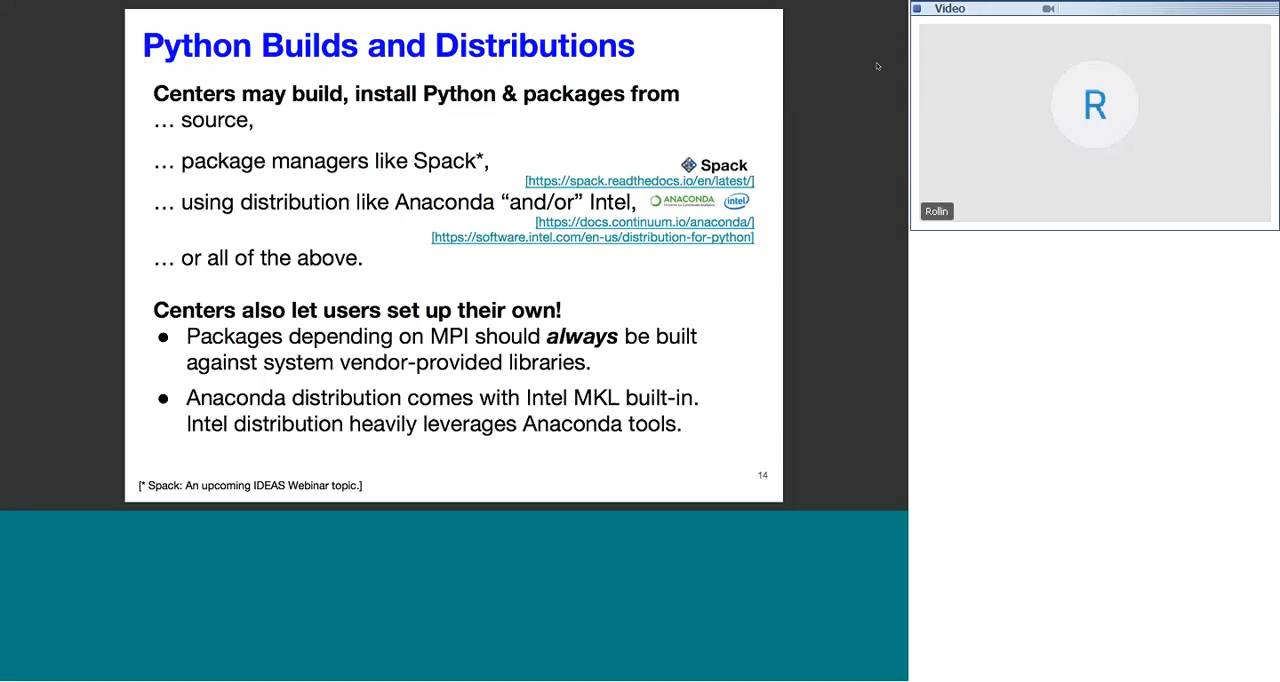 Python Builds and Distributions
Centers may build, install Python & packages from
… source,
… package managers like Spack*,
Spack
[https://spack.readthedocs.io/en/latest/]
… using distribution like Anaconda “and/or” Intel,
ANACONDA
intel
[https://docs.continuum.io/anaconda/]
[https://software.intel.com/en-us/distribution-for-python]
… or all of the above.
Centers also let users set up their own!
● Packages depending on MPI should always be built
against system vendor-provided libraries.
● Anaconda distribution comes with Intel MKL built-in.
Intel distribution heavily leverages Anaconda tools.
14
[* Spack: An upcoming IDEAS Webinar topic.]
Video
R
Rollin